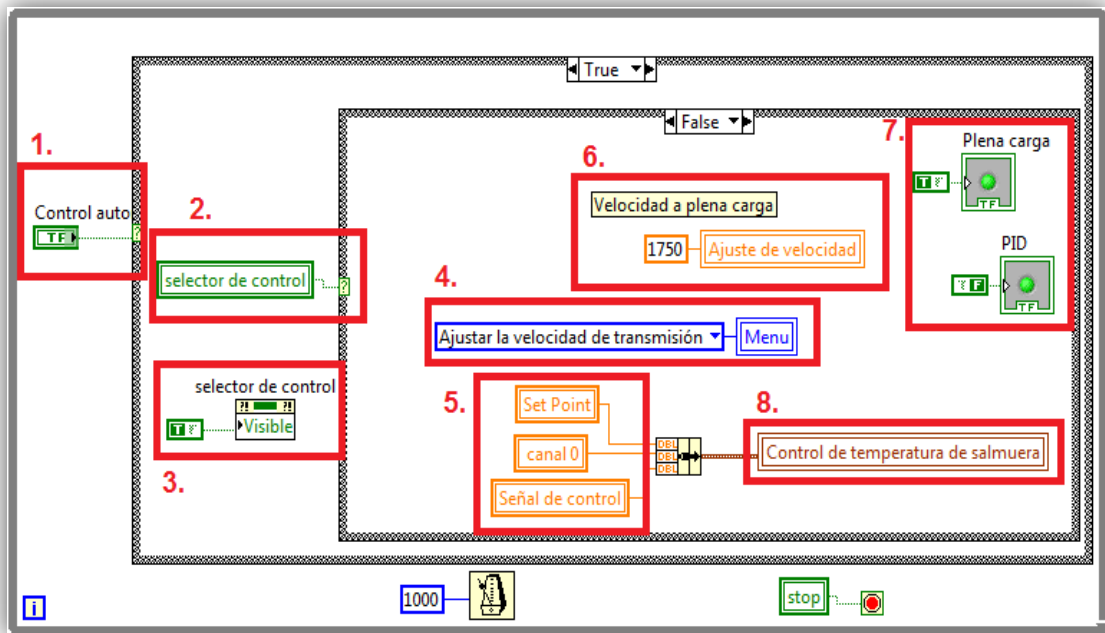 True
False
1.
Control auto
TF
?
2.
selector de control
?
3.
selector de control
?! ?!
T
Visible
4.
Ajustar la velocidad de transmisión
Menu
5.
Set Point
canal 0
Señal de control
DBL
DBL
DBL
6.
Velocidad a plena carga
1750
Ajuste de velocidad
7.
Plena carga
T
TF
PID
F
TF
8.
Control de temperatura de salmuera
i
1000
stop